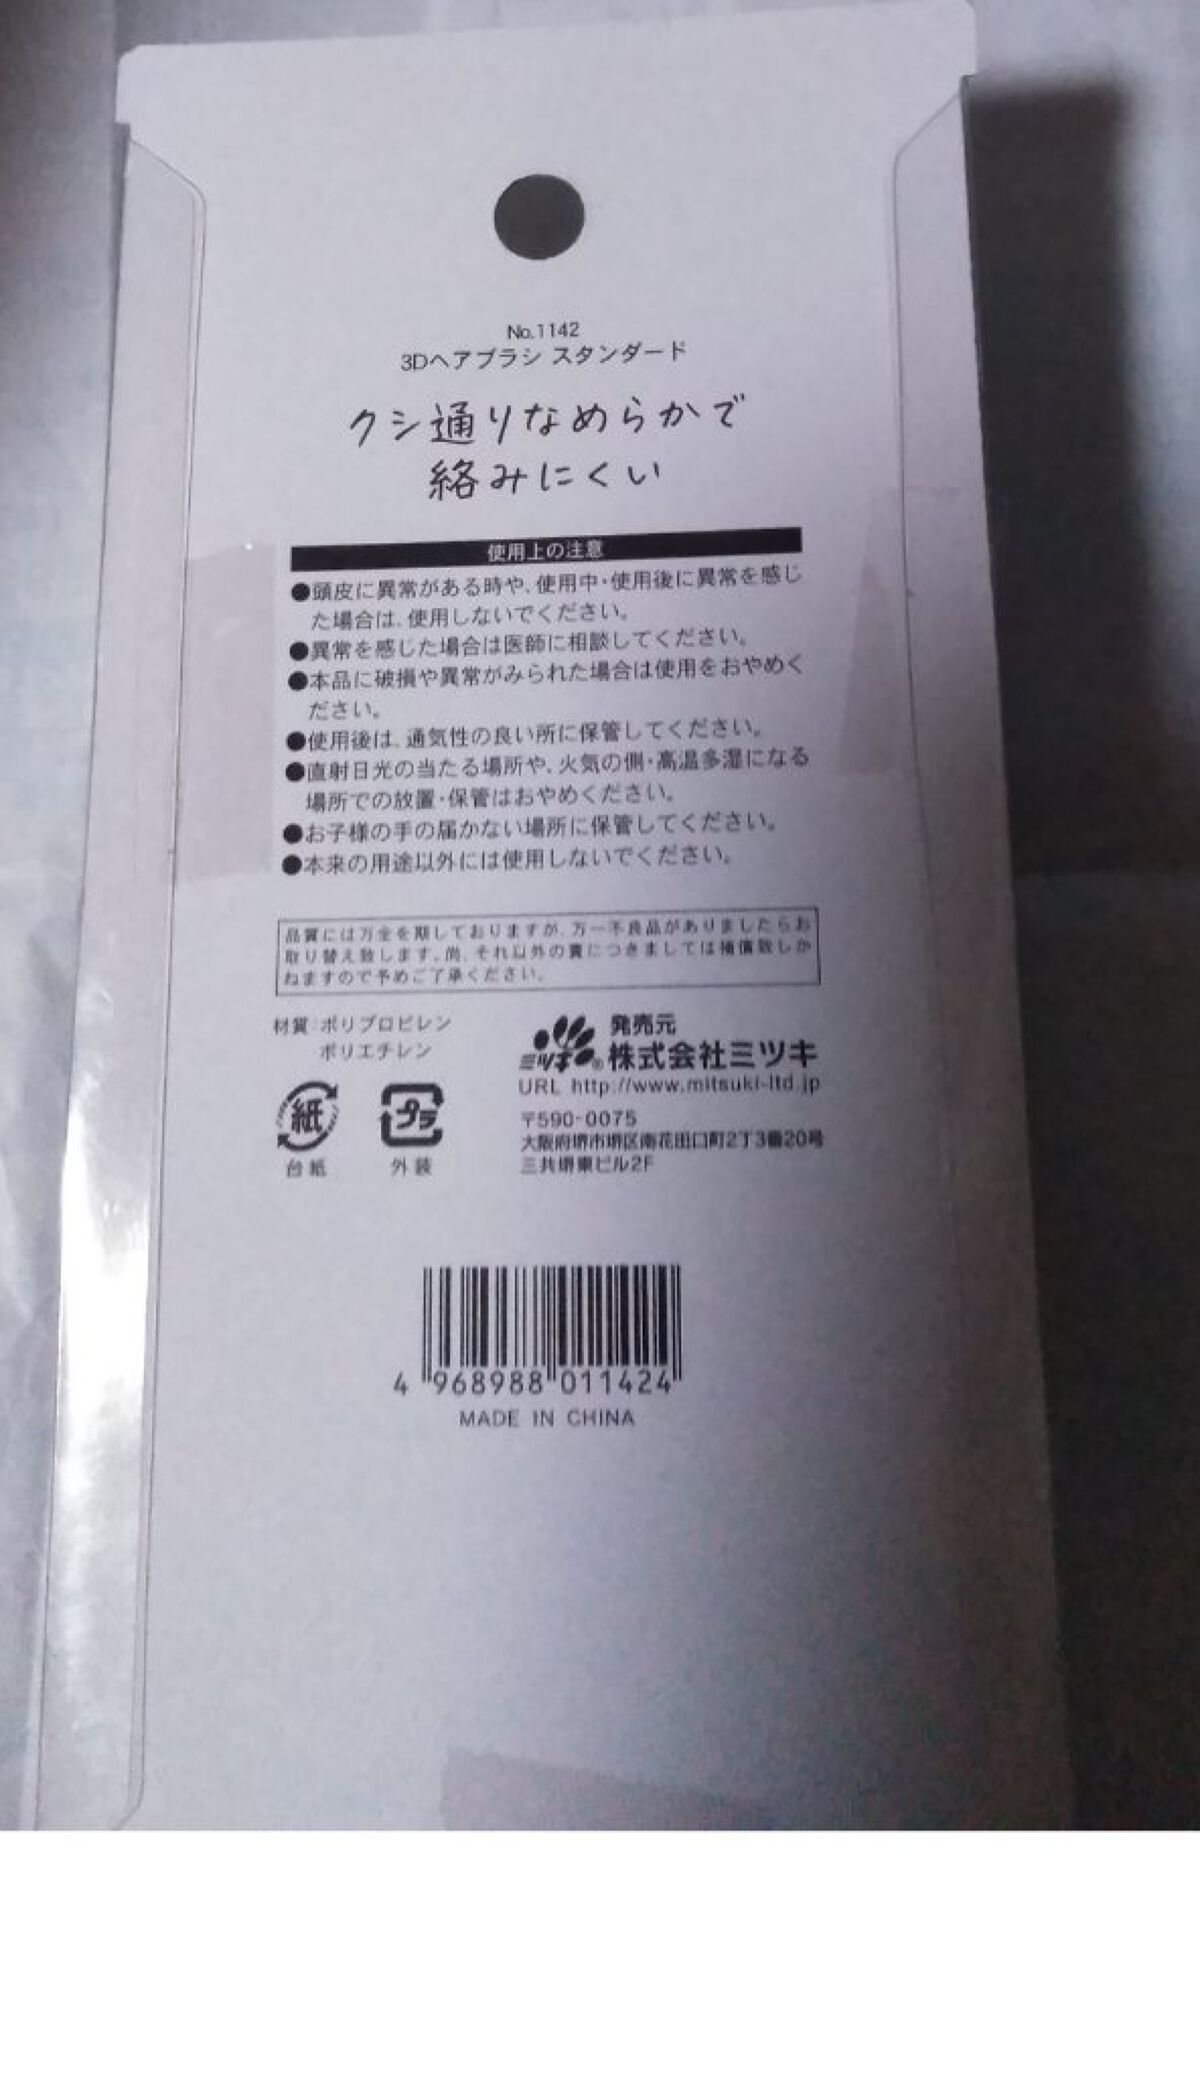 No.1142
3Dヘアブラシ スタンダード
クシ通りなめらかで
絡みにくい
使用上の注意
●頭皮に異常がある時や、使用中・使用後に異常を感じ
た場合は、使用しないでください。
●異常を感じた場合は医師に相談してください。
●本品に破損や異常がみられた場合は使用をおやめく
ださい。
●使用後は、通気性の良い所に保管してください。
●直射日光の当たる場所や、火気の側・高温多湿になる
場所での放置・保管はおやめください。
●お子様の手の届かない場所に保管してください。
●本来の用途以外には使用しないでください。
品質には万全を期しておりますが、万一不良品がありましたらお
取り替え致します。尚、それ以外の責につきましては補償致しか
ねますので予めご了承ください。
材質:ポリプロピレン
ポリエチレン
紙
台紙
プラ
外装
ミツキ®
発売元
株式会社ミツキ
URL http://www.mitsuki-ltd.jp
〒590-0075
大阪府堺市堺区南花田口町2丁3番20号
三共堺東ビル2F
4 968988 011424
MADE IN CHINA